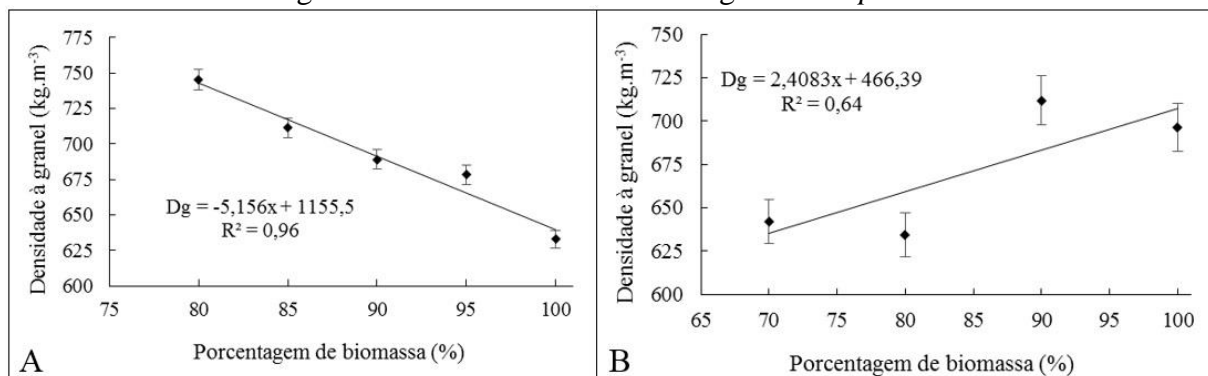 775
750
725
700
675
650
625
600
Densidade à granel (kg.m-3)
Dg = -5,156x + 1155,5
R² = 0,96
75 80 85 90 95 100
Porcentagem de biomassa (%)
A
750
725
700
675
650
625
600
Densidade à granel (kg.m-3)
Dg = 2,4083x + 466,39
R² = 0,64
65 70 75 80 85 90 95 100
Porcentagem de biomassa (%)
B